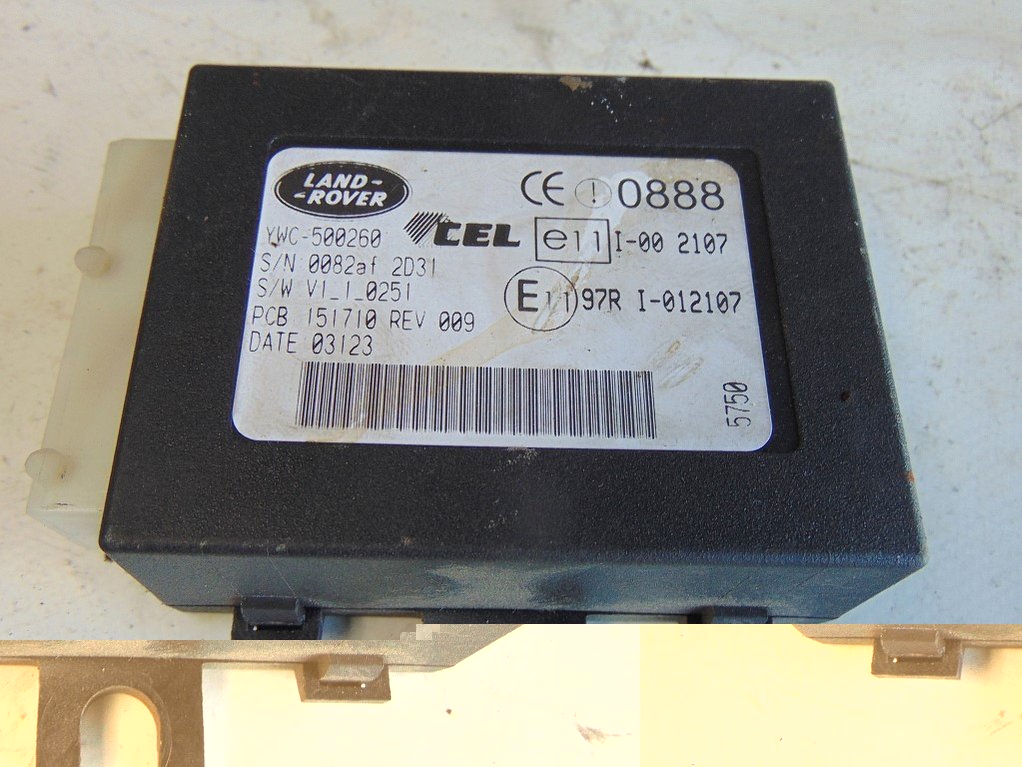 LAND-
-ROVER
CE 0888
YWC-500260
CEL
e11 I-00 2107
S/N 0082af 2D31
S/W V1_1_0251
E11 97R I-012107
PCB 151710 REV 009
DATE 03123
5750